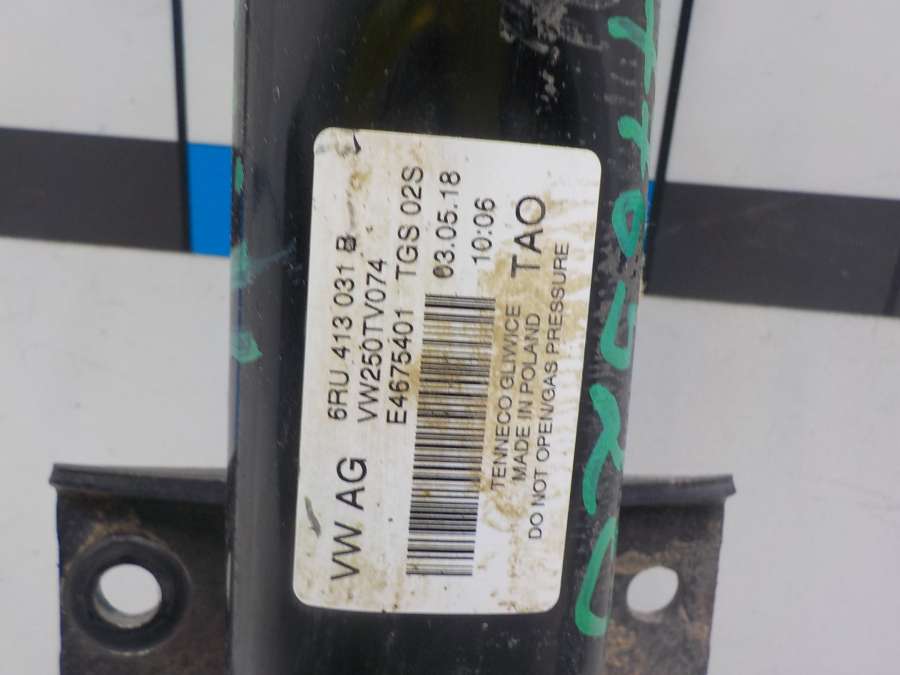 VW AG
6RU 413 031 B
VW250TV074
E4675401 TGS 02S
03.05.18
10:06
TENNECO GLIWICE
MADE IN POLAND
TAO
DO NOT OPEN/GAS PRESSURE